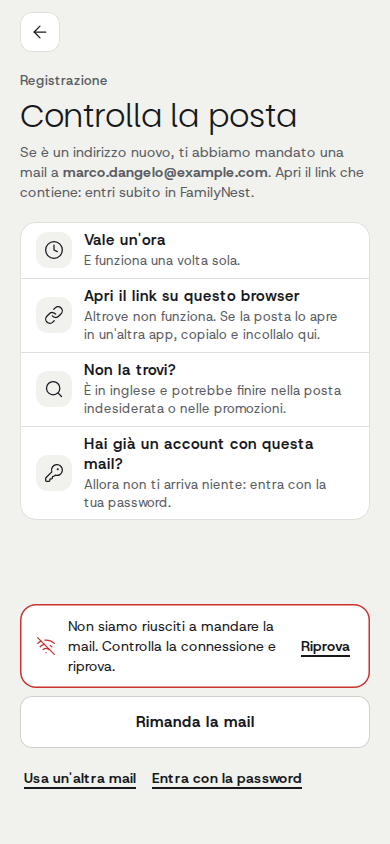 Registrazione
Controlla la posta
Se è un indirizzo nuovo, ti abbiamo mandato una
mail a marco.dangelo@example.com. Apri il link che
contiene: entri subito in FamilyNest.
Vale un'ora
E funziona una volta sola.
Apri il link su questo browser
Altrove non funziona. Se la posta lo apre
in un'altra app, copialo e incollalo qui.
Non la trovi?
È in inglese e potrebbe finire nella posta
indesiderata o nelle promozioni.
Hai già un account con questa
mail?
Allora non ti arriva niente: entra con la
tua password.
Non siamo riusciti a mandare la
mail. Controlla la connessione e
riprova.
Riprova
Rimanda la mail
Usa un'altra mail
Entra con la password